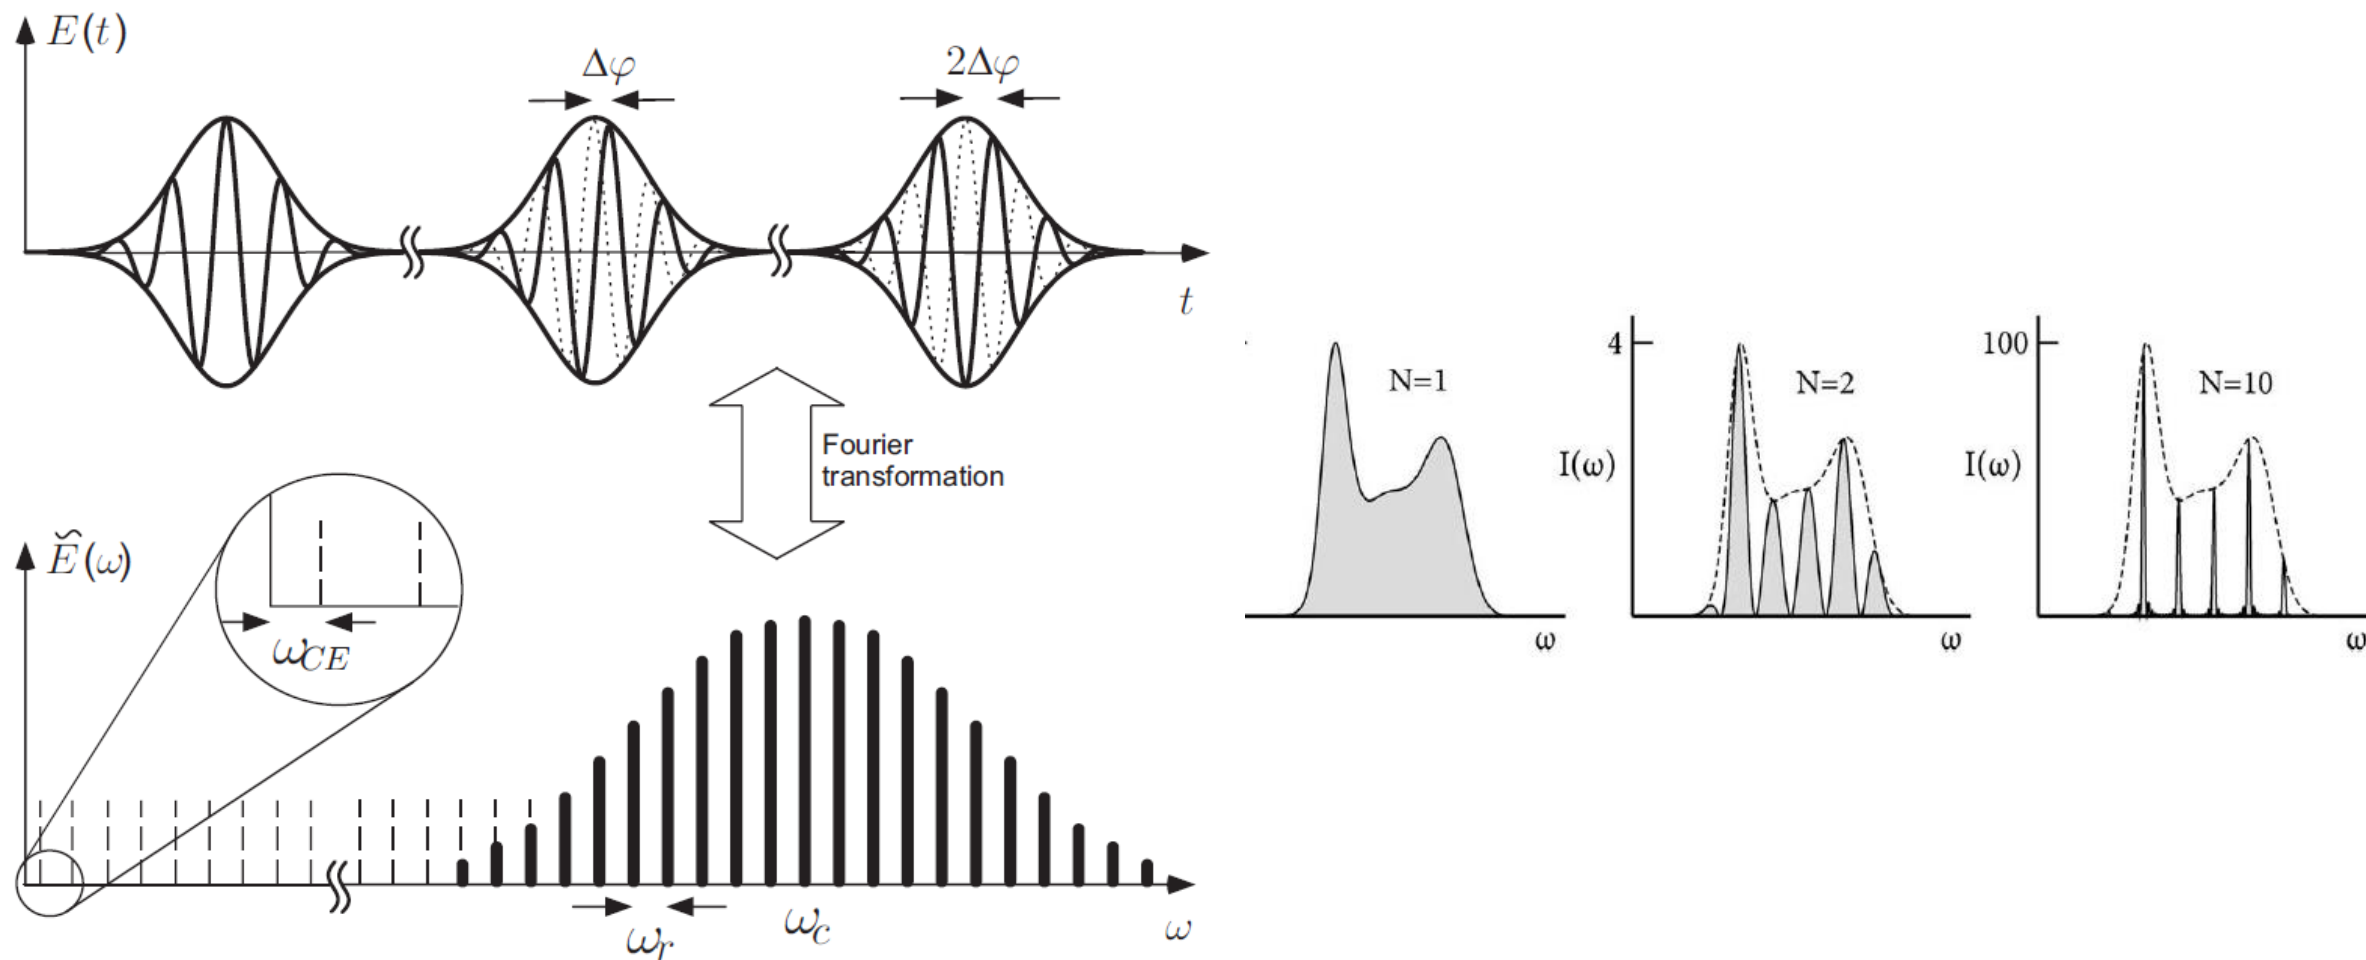 E(t)
Δφ
2Δφ
t
Fourier
transformation
Ẽ(ω)
ω_CE
ω_r
ω_c
ω
N=1
ω
4
N=2
I(ω)
ω
100
N=10
I(ω)
ω